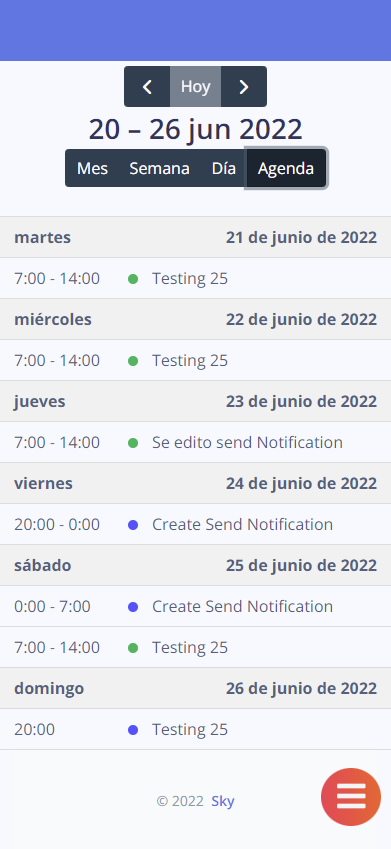 Hoy
20 – 26 jun 2022
Mes Semana Día Agenda
martes 21 de junio de 2022
7:00 - 14:00 Testing 25
miércoles 22 de junio de 2022
7:00 - 14:00 Testing 25
jueves 23 de junio de 2022
7:00 - 14:00 Se edito send Notification
viernes 24 de junio de 2022
20:00 - 0:00 Create Send Notification
sábado 25 de junio de 2022
0:00 - 7:00 Create Send Notification
7:00 - 14:00 Testing 25
domingo 26 de junio de 2022
20:00 Testing 25
© 2022 Sky